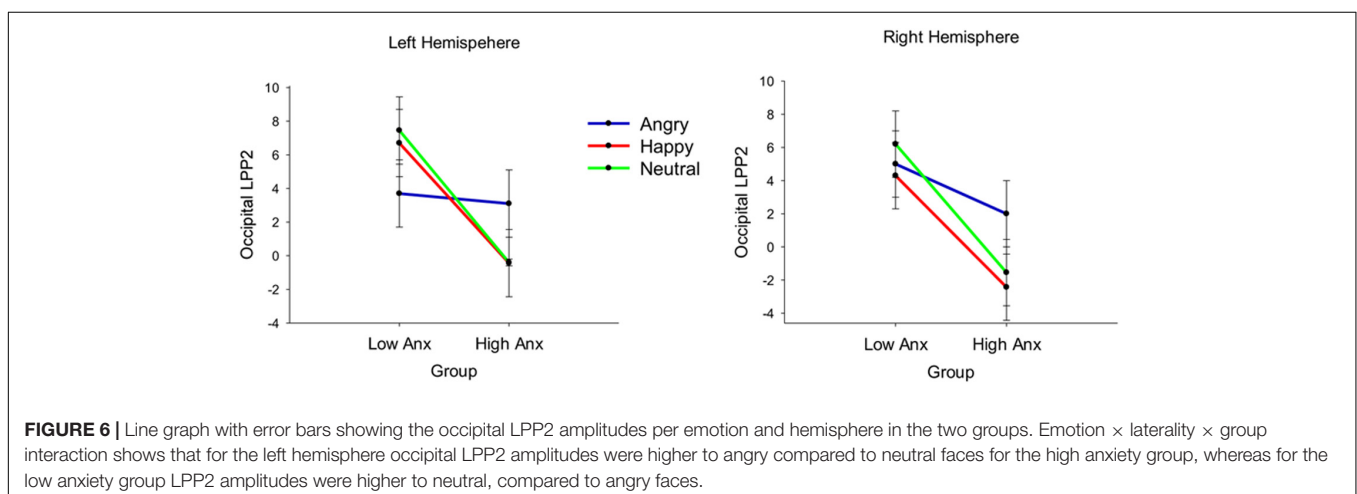 Left Hemispehere
10
8
6
4
2
0
-2
-4
Occipital LPP2
Low Anx High Anx
Group
Angry
Happy
Neutral
Right Hemisphere
10
8
6
4
2
0
-2
-4
Occipital LPP2
Low Anx High Anx
Group
FIGURE 6 | Line graph with error bars showing the occipital LPP2 amplitudes per emotion and hemisphere in the two groups. Emotion × laterality × group
interaction shows that for the left hemisphere occipital LPP2 amplitudes were higher to angry compared to neutral faces for the high anxiety group, whereas for the
low anxiety group LPP2 amplitudes were higher to neutral, compared to angry faces.